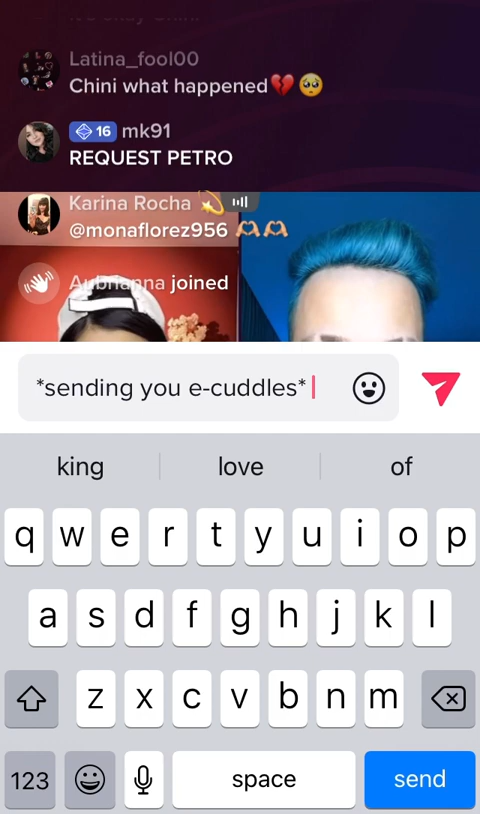 Latina_fool00
Chini what happened💔🥺
16 mk91
REQUEST PETRO
Karina Rocha 💫
@monaflorez956 🫶🫶
Aubrianna joined
*sending you e-cuddles*
king love of
q w e r t y u i o p
a s d f g h j k l
z x c v b n m
123 space send